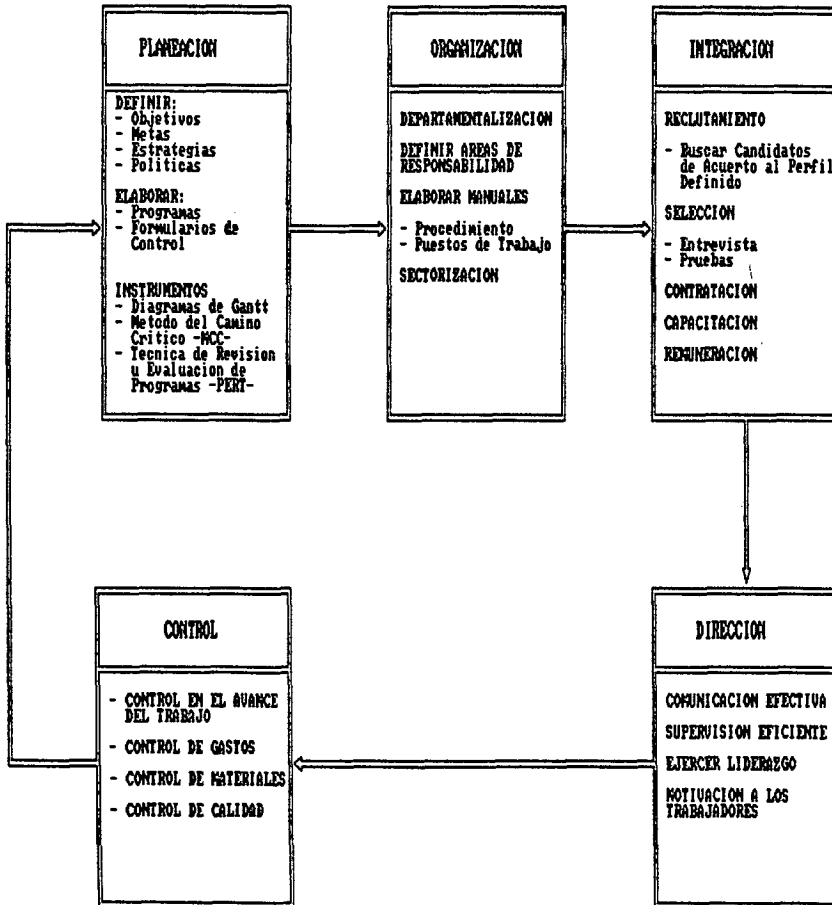 PLANEACION
DEFINIR:
- Objetivos
- Metas
- Estrategias
- Politicas
ELABORAR:
- Programas
- Formularios de
Control
INSTRUMENTOS
- Diagramas de Gantt
- Metodo del Camino
Critico -MCC-
- Tecnica de Revision
y Evaluacion de
Programas -PERT-
ORGANIZACION
DEPARTAMENTALIZACION
DEFINIR AREAS DE
RESPONSABILIDAD
ELABORAR MANUALES
- Procedimiento
- Puestos de Trabajo
SECTORIZACION
INTEGRACION
RECLUTAMIENTO
- Buscar Candidatos
de Acuerto al Perfil
Definido
SELECCION
- Entrevista
- Pruebas
CONTRATACION
CAPACITACION
REMUNERACION
DIRECCION
COMUNICACION EFECTIVA
SUPERVISION EFICIENTE
EJERCER LIDERAZGO
MOTIVACION A LOS
TRABAJADORES
CONTROL
- CONTROL EN EL AVANCE
DEL TRABAJO
- CONTROL DE GASTOS
- CONTROL DE MATERIALES
- CONTROL DE CALIDAD